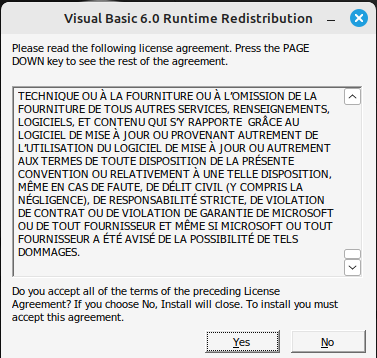 Visual Basic 6.0 Runtime Redistribution
Please read the following license agreement. Press the PAGE
DOWN key to see the rest of the agreement.
TECHNIQUE OU À LA FOURNITURE OU À L'OMISSION DE LA
FOURNITURE DE TOUS AUTRES SERVICES, RENSEIGNEMENTS,
LOGICIELS, ET CONTENU QUI S'Y RAPPORTE  GRÂCE AU
LOGICIEL DE MISE À JOUR OU PROVENANT AUTREMENT DE
L'UTILISATION DU LOGICIEL DE MISE À JOUR OU AUTREMENT
AUX TERMES DE TOUTE DISPOSITION DE LA PRÉSENTE
CONVENTION OU RELATIVEMENT À UNE TELLE DISPOSITION,
MÊME EN CAS DE FAUTE, DE DÉLIT CIVIL (Y COMPRIS LA
NÉGLIGENCE), DE RESPONSABILITÉ STRICTE, DE VIOLATION
DE CONTRAT OU DE VIOLATION DE GARANTIE DE MICROSOFT
OU DE TOUT FOURNISSEUR ET MÊME SI MICROSOFT OU TOUT
FOURNISSEUR A ÉTÉ AVISÉ DE LA POSSIBILITÉ DE TELS
DOMMAGES.
Do you accept all of the terms of the preceding License
Agreement? If you choose No, Install will close. To install you must
accept this agreement.
Yes
No